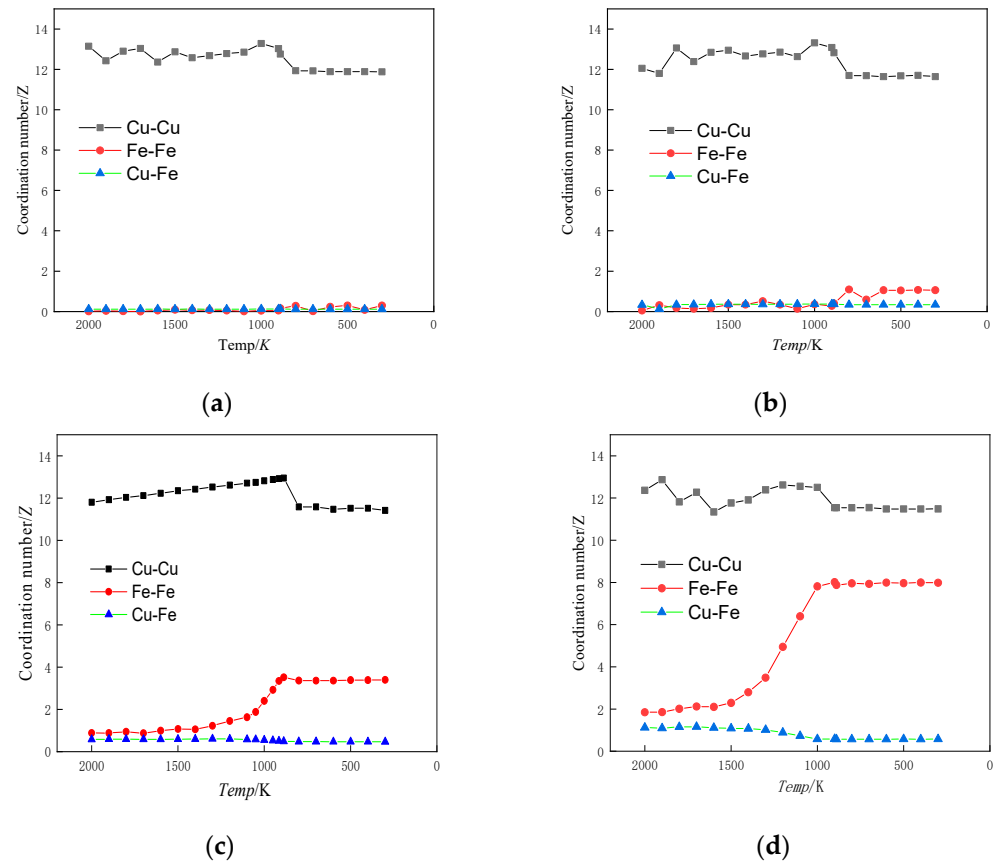 14
12
10
8
6
4
2
0
Coordination number/Z
Cu-Cu
Fe-Fe
Cu-Fe
2000 1500 1000 500 0
Temp/K
(a)
14
12
10
8
6
4
2
0
Coordination number/Z
Cu-Cu
Fe-Fe
Cu-Fe
2000 1500 1000 500 0
Temp/K
(b)
14
12
10
8
6
4
2
0
Coordination number/Z
Cu-Cu
Fe-Fe
Cu-Fe
2000 1500 1000 500 0
Temp/K
(c)
14
12
10
8
6
4
2
0
Coordination number/Z
Cu-Cu
Fe-Fe
Cu-Fe
2000 1500 1000 500 0
Temp/K
(d)